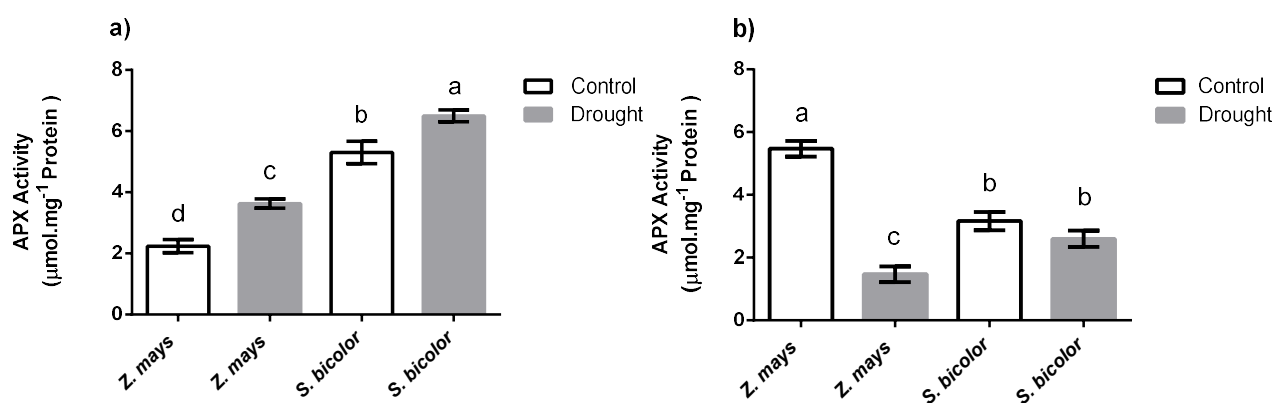 a)
APX Activity
(μmol.mg⁻¹ Protein )
8
6
4
2
0
d
c
b
a
Control
Drought
Z. mays
Z. mays
S. bicolor
S. bicolor
b)
APX Activity
(μmol.mg⁻¹ Protein )
8
6
4
2
0
a
c
b
b
Control
Drought
Z. mays
Z. mays
S. bicolor
S. bicolor